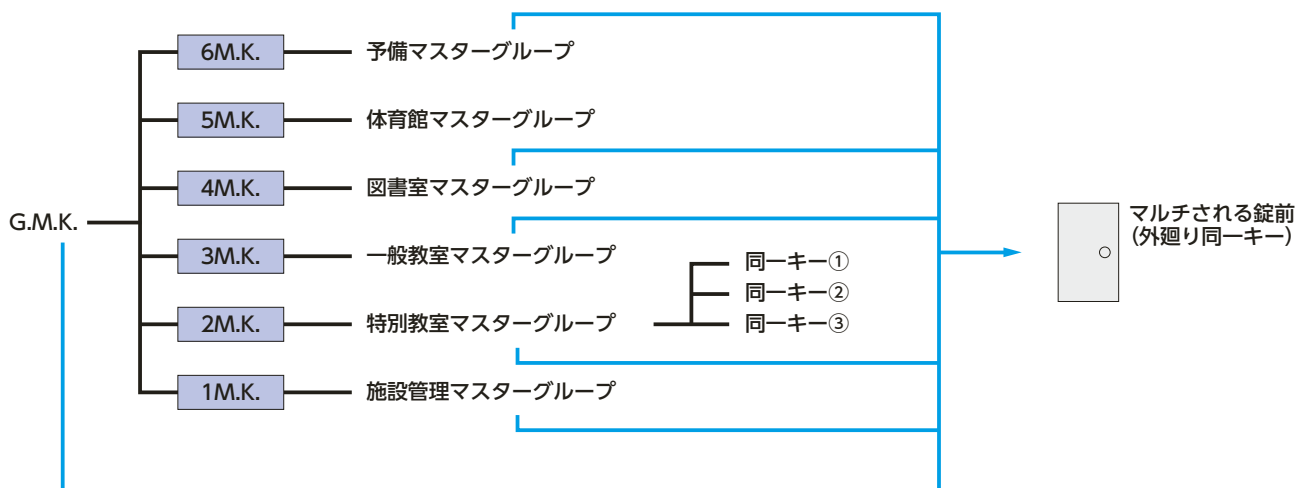 6M.K. 予備マスターグループ
5M.K. 体育館マスターグループ
4M.K. 図書室マスターグループ
G.M.K.
マルチされる錠前
(外廻り同一キー)
3M.K. 一般教室マスターグループ
同一キー①
同一キー②
2M.K. 特別教室マスターグループ
同一キー③
1M.K. 施設管理マスターグループ